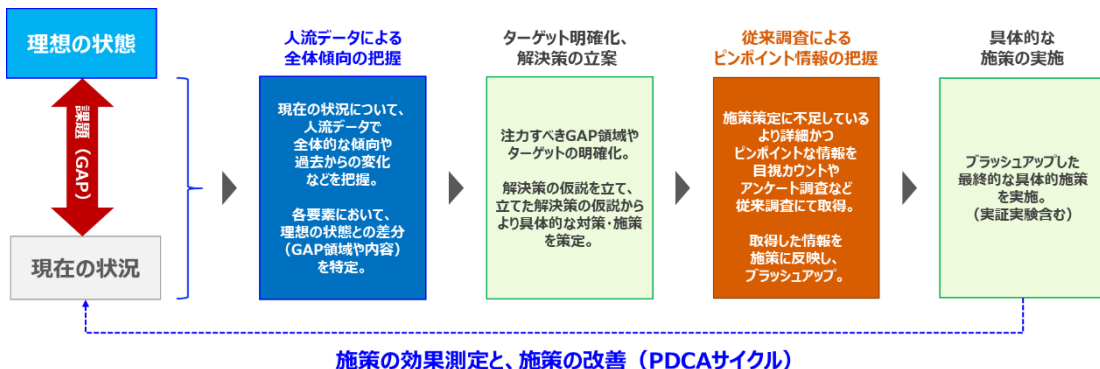 理想の状態
課題（GAP）
現在の状況
人流データによる
全体傾向の把握
現在の状況について、
人流データで
全体的な傾向や
過去からの変化
などを把握。
各要素において、
理想の状態との差分
（GAP領域や内容）
を特定。
ターゲット明確化、
解決策の立案
注力すべきGAP領域や
ターゲットの明確化。
解決策の仮説を立て、
立てた解決策の仮説から
より具体的な対策・施策
を策定。
従来調査による
ピンポイント情報の把握
施策策定に不足している
より詳細かつ
ピンポイントな情報を
目視カウントや
アンケート調査など
従来調査にて取得。
取得した情報を
施策に反映し、
ブラッシュアップ。
具体的な
施策の実施
ブラッシュアップした
最終的な具体的施策
を実施。
（実証実験含む）
施策の効果測定と、施策の改善（PDCAサイクル）